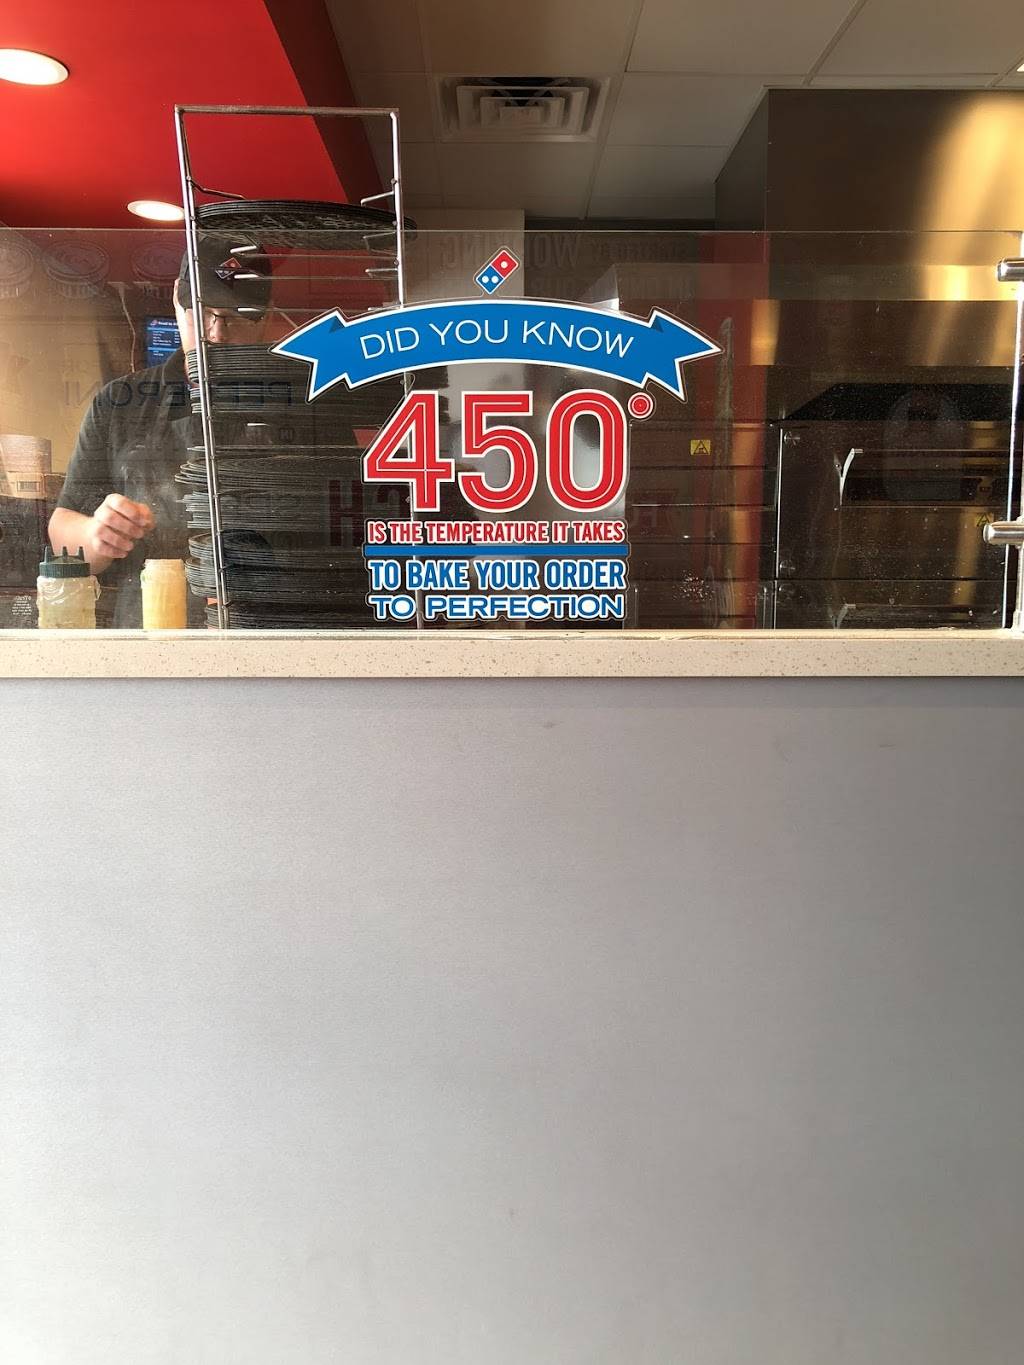 DID YOU KNOW
450°
IS THE TEMPERATURE IT TAKES
TO BAKE YOUR ORDER
TO PERFECTION